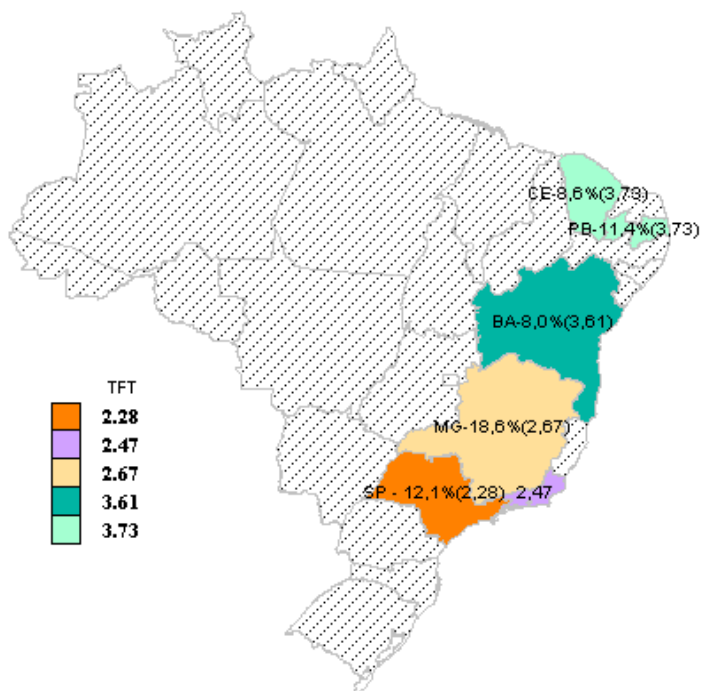 CE-8,6%(3,73)
PB-11,4%(3,73)
BA-8,0%(3,61)
TFT
2.28
2.47
2.67
3.61
3.73
MG-18,6%(2,67)
SP - 12,1%(2,28)
2,47